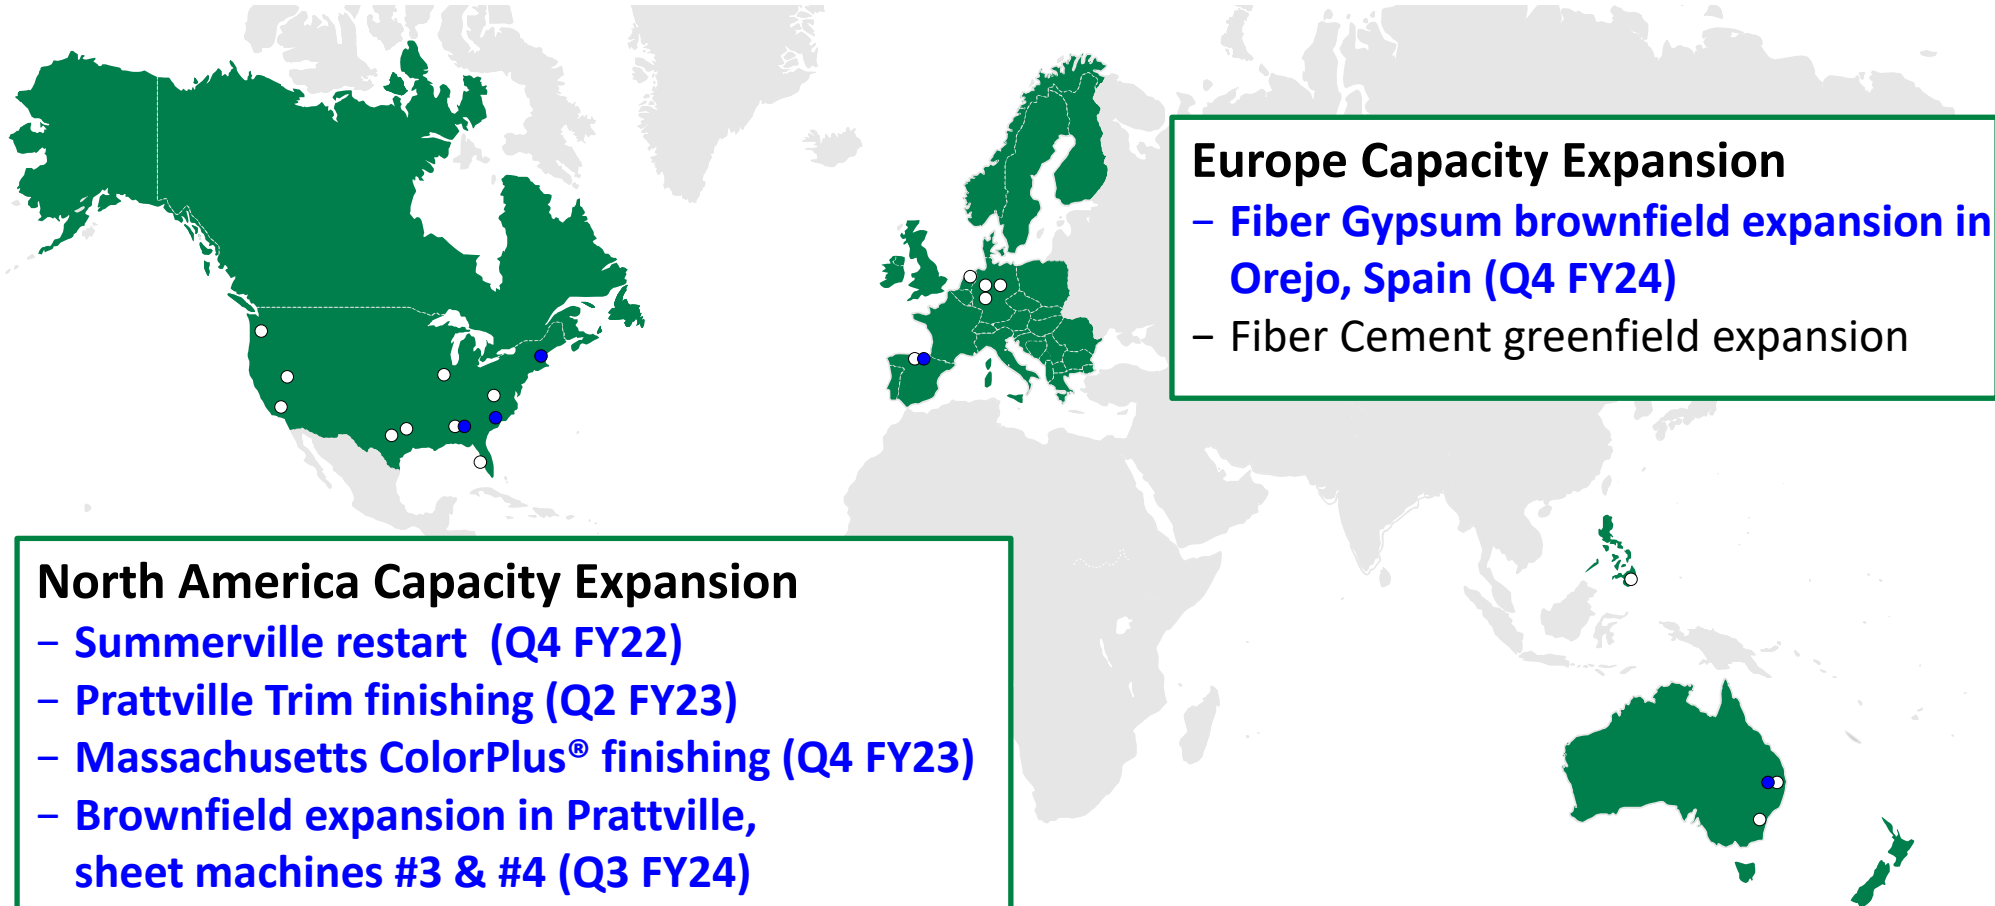 Europe Capacity Expansion
– Fiber Gypsum brownfield expansion in
Orejo, Spain (Q4 FY24)
– Fiber Cement greenfield expansion
North America Capacity Expansion
– Summerville restart  (Q4 FY22)
– Prattville Trim finishing (Q2 FY23)
– Massachusetts ColorPlus® finishing (Q4 FY23)
– Brownfield expansion in Prattville,
sheet machines #3 & #4 (Q3 FY24)